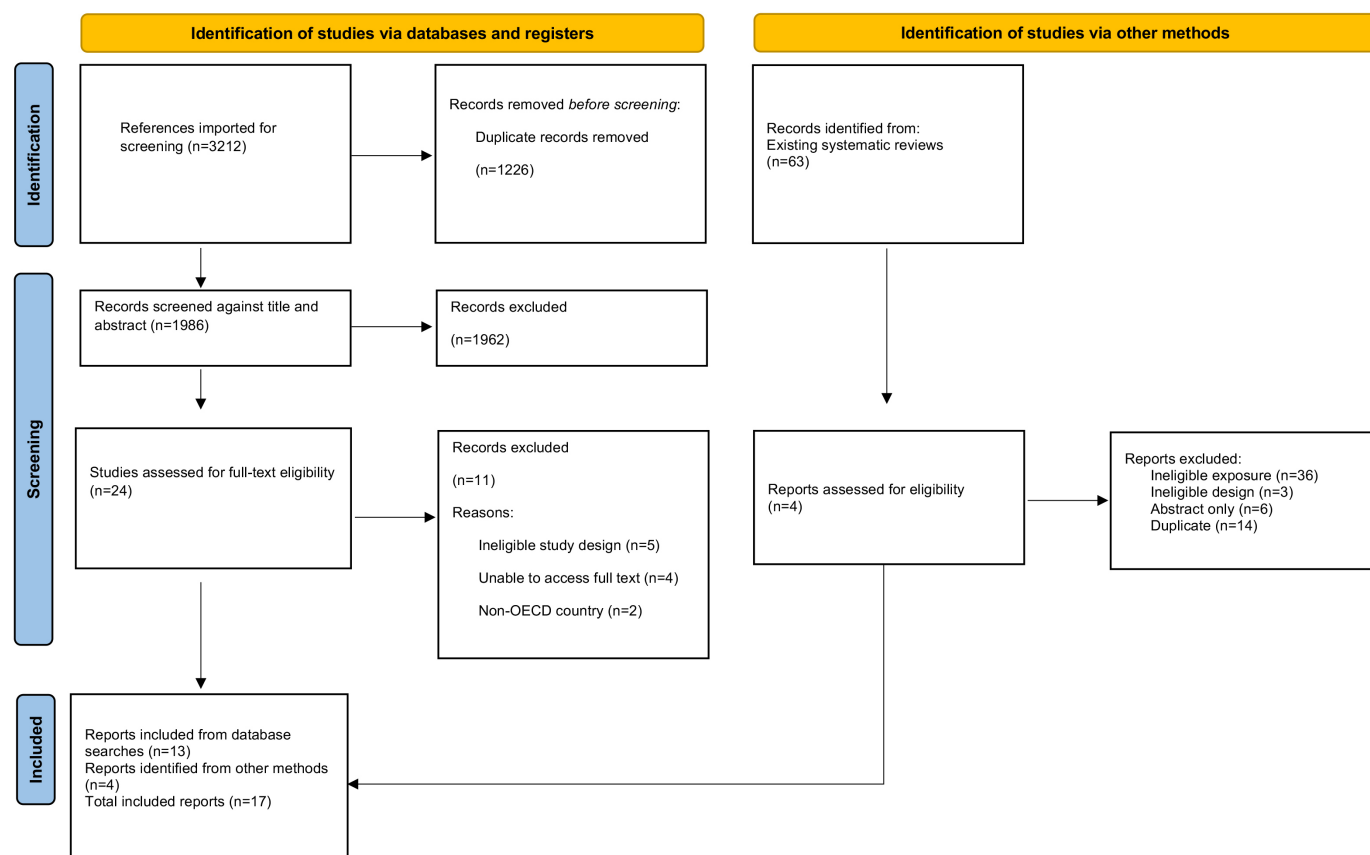 Identification of studies via databases and registers
Identification of studies via other methods
Identification
References imported for
screening (n=3212)
Records removed before screening:
Duplicate records removed
(n=1226)
Records identified from:
Existing systematic reviews
(n=63)
Screening
Records screened against title and
abstract (n=1986)
Records excluded
(n=1962)
Studies assessed for full-text eligibility
(n=24)
Records excluded
(n=11)
Reasons:
Ineligible study design (n=5)
Unable to access full text (n=4)
Non-OECD country (n=2)
Reports assessed for eligibility
(n=4)
Reports excluded:
Ineligible exposure (n=36)
Ineligible design (n=3)
Abstract only (n=6)
Duplicate (n=14)
Included
Reports included from database
searches (n=13)
Reports identified from other methods
(n=4)
Total included reports (n=17)